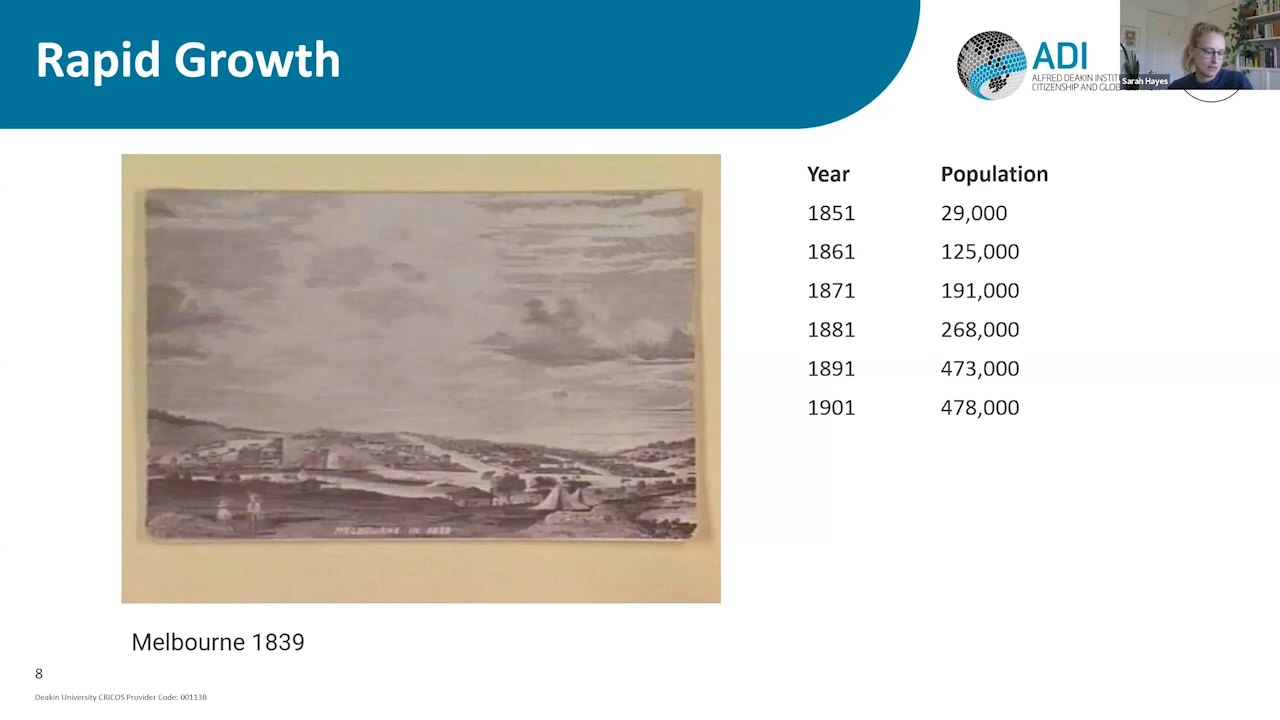 Rapid Growth
ADI
ALFRED DEAKIN
CITIZENSHIP AND
Sarah Hayes
Year Population
1851 29,000
1861 125,000
1871 191,000
1881 268,000
1891 473,000
1901 478,000
MELBOURNE IN 1839
Melbourne 1839
8
Deakin University CRICOS Provider Code: 00113B